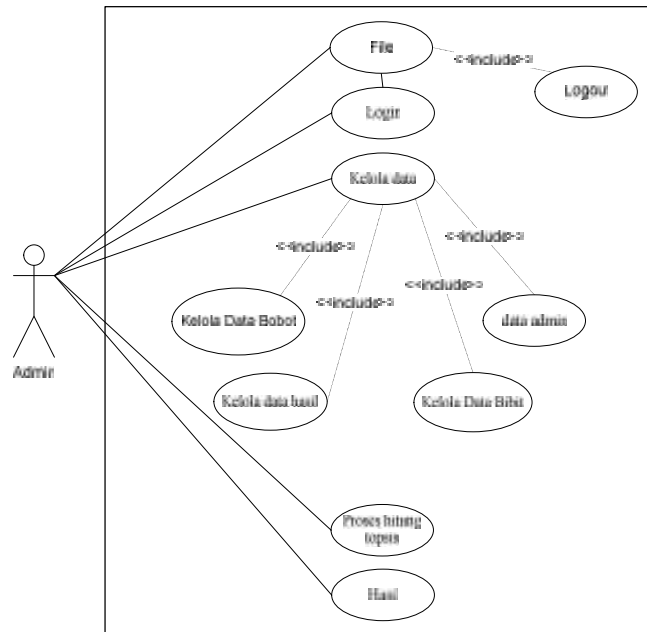 File
<<include>>
Logout
Login
Kelola data
<<include>>
<<include>>
<<include>>
<<include>>
Kelola Data Bobot
data admin
Admin
Kelola data hasil
Kelola Data Bibit
Proses hitung
topsis
Hasil